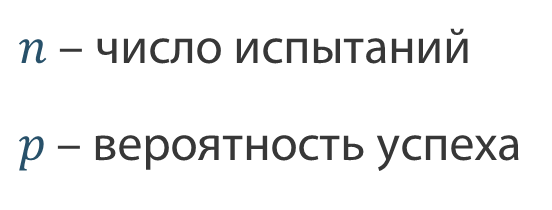 n – число испытаний
p – вероятность успеха